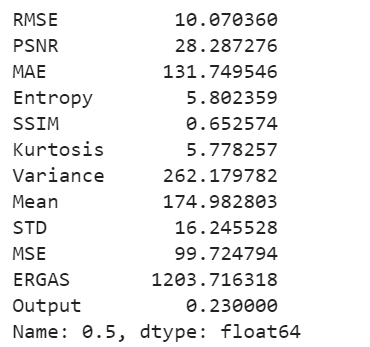 RMSE 10.070360
PSNR 28.287276
MAE 131.749546
Entropy 5.802359
SSIM 0.652574
Kurtosis 5.778257
Variance 262.179782
Mean 174.982803
STD 16.245528
MSE 99.724794
ERGAS 1203.716318
Output 0.230000
Name: 0.5, dtype: float64